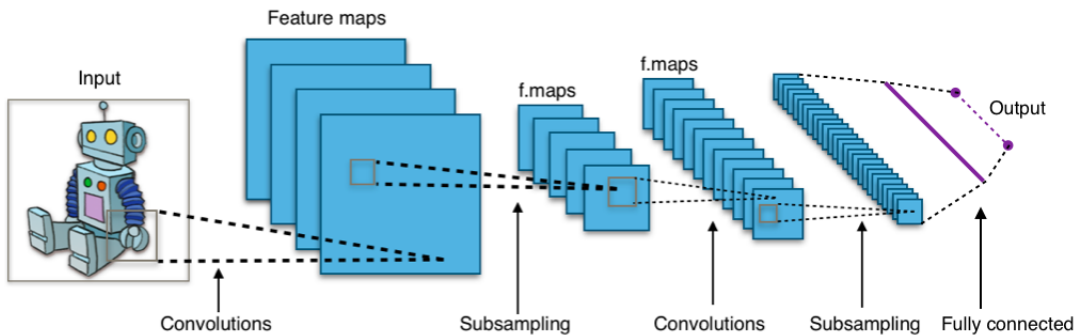 Input
Feature maps
f.maps
f.maps
Output
Convolutions
Subsampling
Convolutions
Subsampling
Fully connected